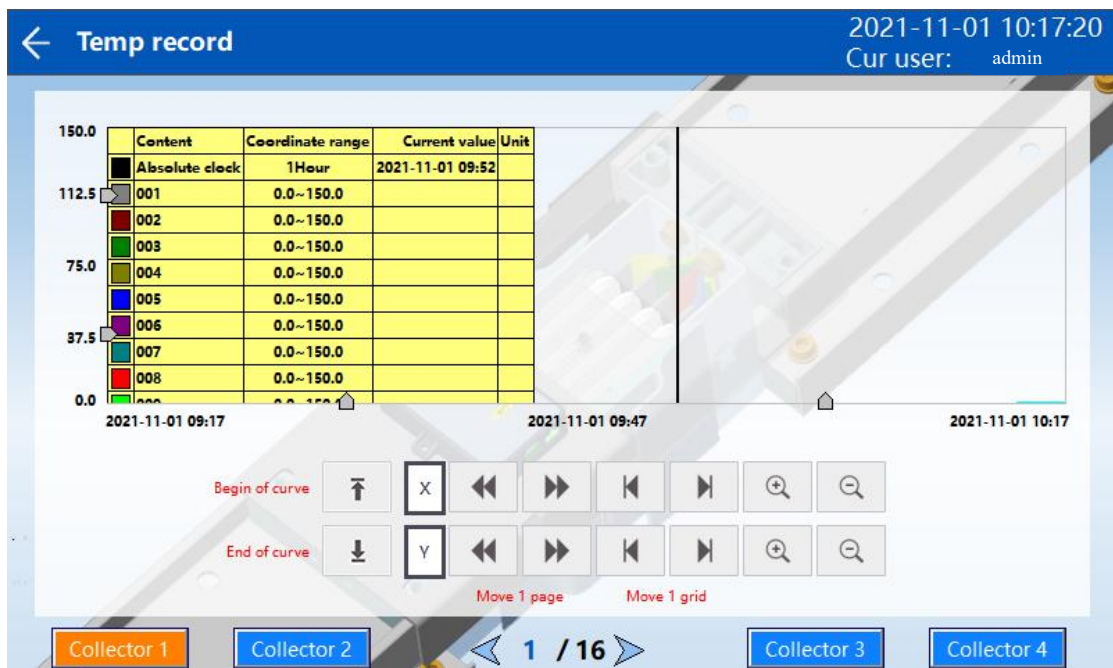 Temp record
2021-11-01 10:17:20
Cur user: admin
150.0
112.5
75.0
37.5
0.0
Content Coordinate range Current value Unit
Absolute clock 1Hour 2021-11-01 09:52
001 0.0~150.0
002 0.0~150.0
003 0.0~150.0
004 0.0~150.0
005 0.0~150.0
006 0.0~150.0
007 0.0~150.0
008 0.0~150.0
2021-11-01 09:17 2021-11-01 09:47 2021-11-01 10:17
Begin of curve X
End of curve Y
Move 1 page Move 1 grid
Collector 1 Collector 2 1 / 16 Collector 3 Collector 4